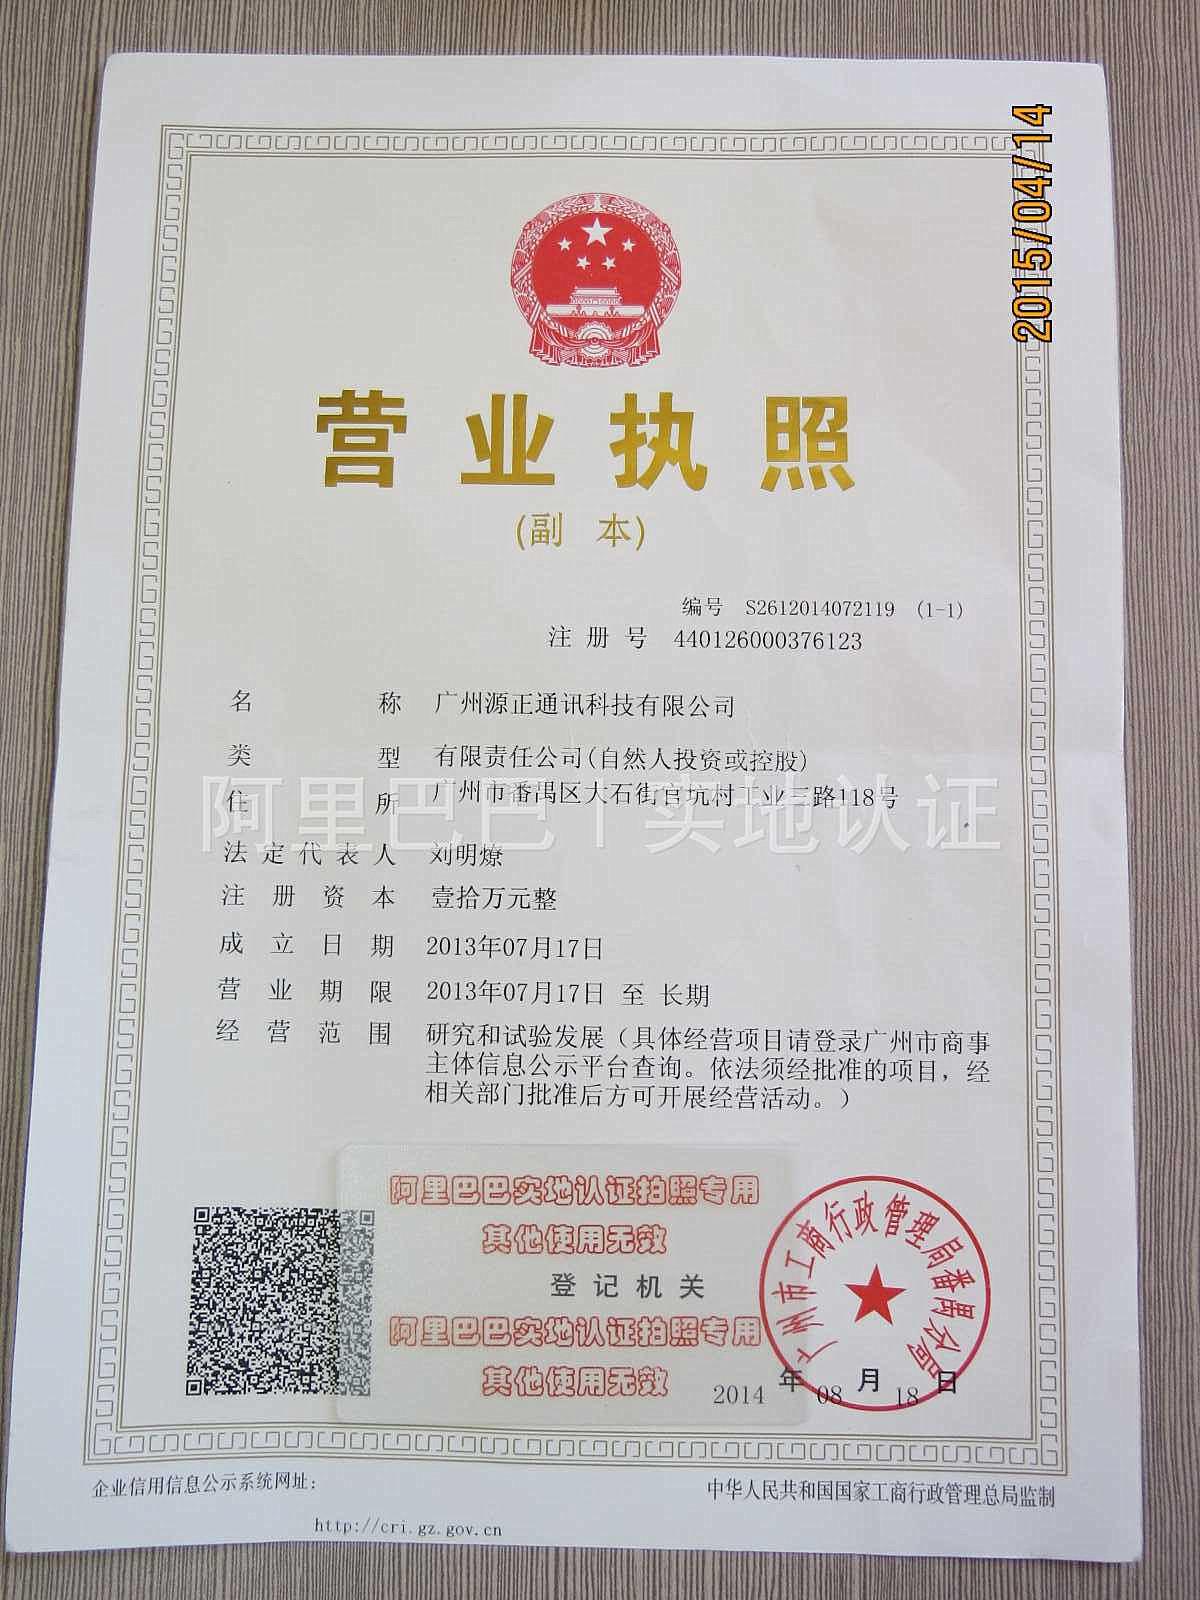 2015/04/14
营业执照
(副 本)
编号 S2612014072119 (1-1)
注册号 440126000376123
名称 广州源正通讯科技有限公司
类型 有限责任公司(自然人投资或控股)
住所 广州市番禺区大石街官坑村工业三路118号
阿里巴巴|实地认证
法定代表人 刘明燎
注册资本 壹拾万元整
成立日期 2013年07月17日
营业期限 2013年07月17日 至 长期
经营范围 研究和试验发展（具体经营项目请登录广州市商事
主体信息公示平台查询。依法须经批准的项目，经
相关部门批准后方可开展经营活动。）
阿里巴巴实地认证拍照专用
其他使用无效
登记机关
阿里巴巴实地认证拍照专用
其他使用无效
广州市工商行政管理局番禺分局
2014 年 08 月 18 日
企业信用信息公示系统网址：
http://cri.gz.gov.cn
中华人民共和国国家工商行政管理总局监制